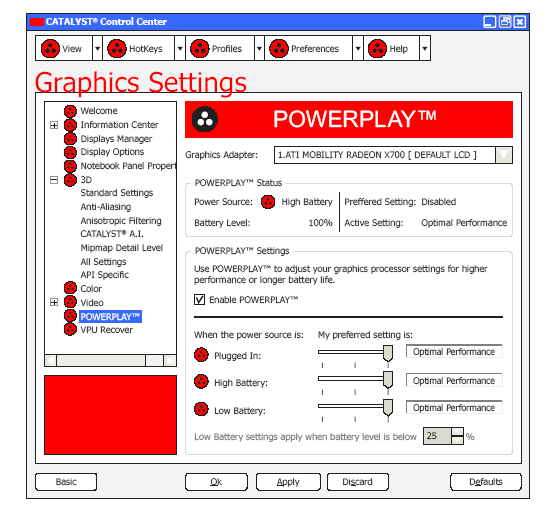 CATALYST® Control Center
View HotKeys Profiles Preferences Help
Graphics Settings
Welcome
Information Center
Displays Manager
Display Options
Notebook Panel Propert
3D
Standard Settings
Anti-Aliasing
Anisotropic Filtering
CATALYST® A.I.
Mipmap Detail Level
All Settings
API Specific
Color
Video
POWERPLAY™
VPU Recover
POWERPLAY™
Graphics Adapter: 1.ATI MOBILITY RADEON X700 [ DEFAULT LCD ]
POWERPLAY™ Status
Power Source: High Battery Preffered Setting: Disabled
Battery Level: 100% Active Setting: Optimal Performance
POWERPLAY™ Settings
Use POWERPLAY™ to adjust your graphics processor settings for higher
performance or longer battery life.
Enable POWERPLAY™
When the power source is: My preferred setting is:
Plugged In: Optimal Performance
High Battery: Optimal Performance
Low Battery: Optimal Performance
Low Battery settings apply when battery level is below 25 %
Basic Ok Apply Discard Defaults